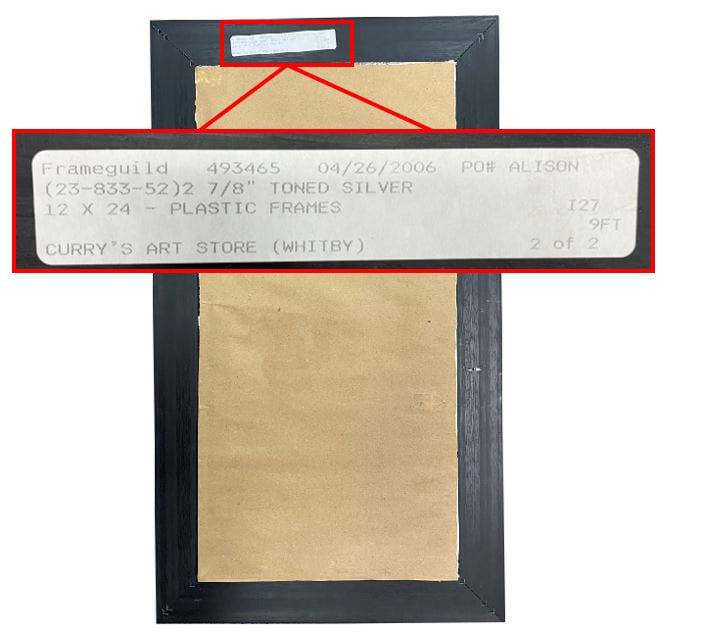 Frameguild 493465 04/26/2006 PO# ALISON
(23-833-52)2 7/8" TONED SILVER
12 X 24 - PLASTIC FRAMES I27
9FT
CURRY'S ART STORE (WHITBY) 2 of 2